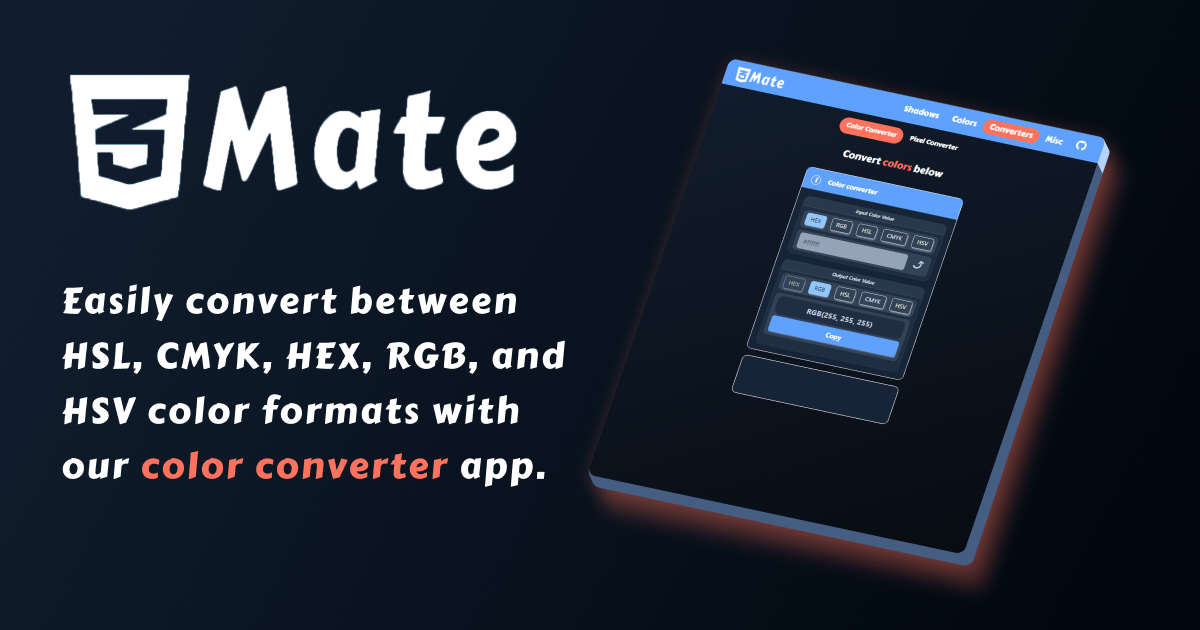 Mate
Easily convert between
HSL, CMYK, HEX, RGB, and
HSV color formats with
our color converter app.
Mate
Shadows Colors Converters Misc
Color Converter Pixel Converter
Convert colors below
Color converter
Input Color Value
HEX RGB HSL CMYK HSV
#ffffff
Output Color Value
HEX RGB HSL CMYK HSV
RGB(255, 255, 255)
Copy